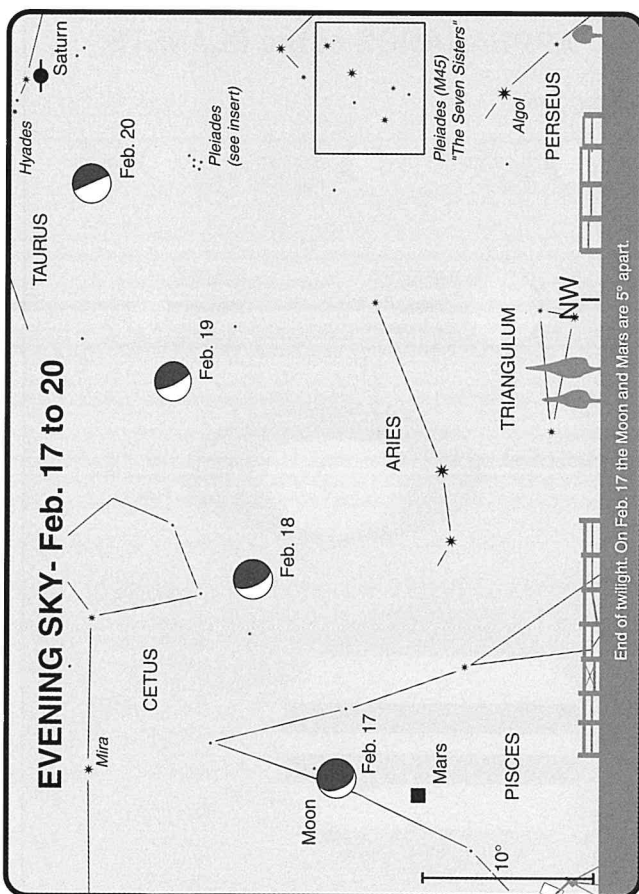 EVENING SKY- Feb. 17 to 20
TAURUS
Hyades
Saturn
Feb. 20
Pleiades
(see insert)
Feb. 19
Mira
CETUS
Feb. 18
Pleiades (M45)
"The Seven Sisters"
Algol
PERSEUS
ARIES
TRIANGULUM
Moon
Feb. 17
Mars
PISCES
10°
NW
End of twilight. On Feb. 17 the Moon and Mars are 5° apart.